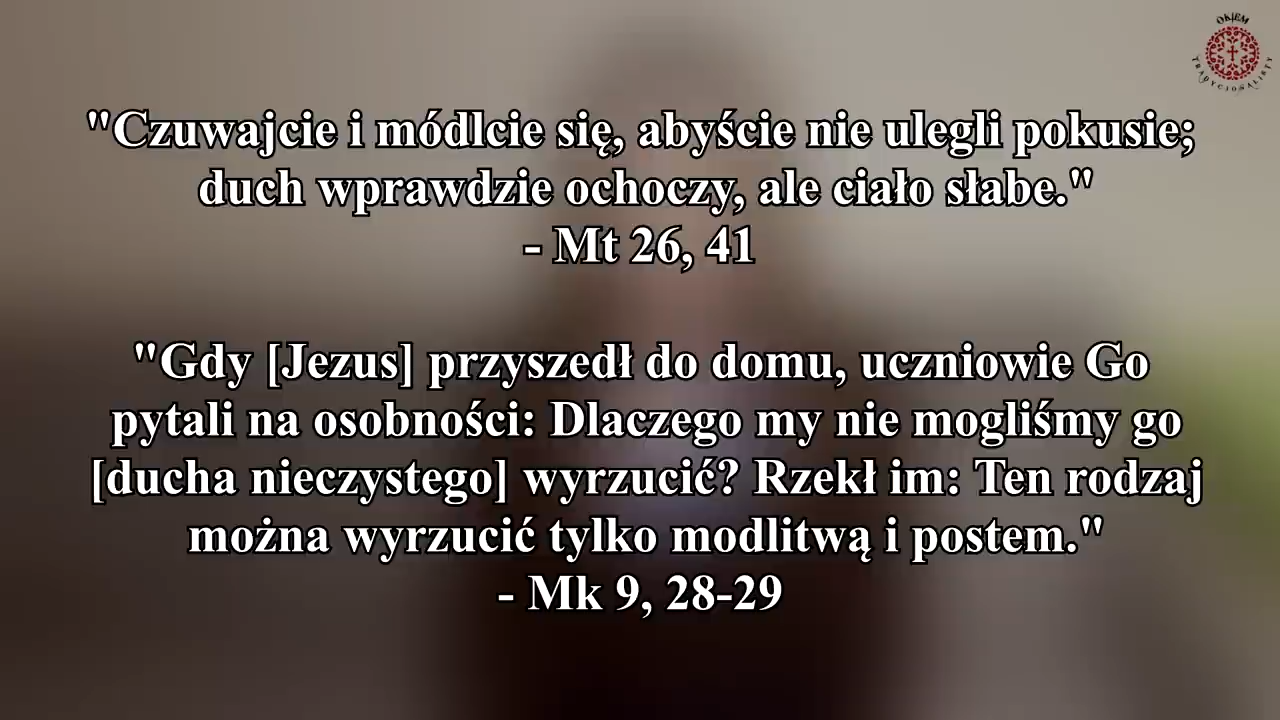 OKIEM
TRADYCJONALISTY
"Czuwajcie i módlcie się, abyście nie ulegli pokusie;
duch wprawdzie ochoczy, ale ciało słabe."
- Mt 26, 41
"Gdy [Jezus] przyszedł do domu, uczniowie Go
pytali na osobności: Dlaczego my nie mogliśmy go
[ducha nieczystego] wyrzucić? Rzekł im: Ten rodzaj
można wyrzucić tylko modlitwą i postem."
- Mk 9, 28-29